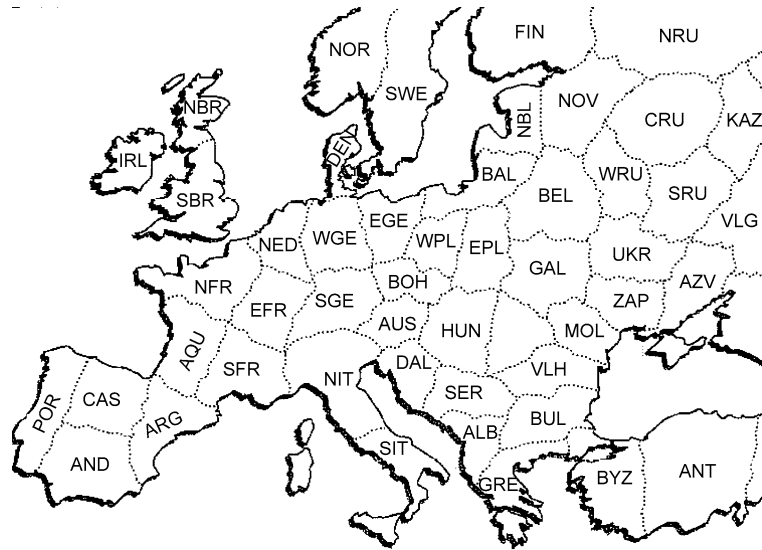 NOR
FIN
NRU
SWE
NBR
NBL
NOV
CRU
KAZ
IRL
DEN
BAL
WRU
SRU
SBR
BEL
VLG
NED
WGE
EGE
WPL
EPL
UKR
NFR
GAL
BOH
AZV
EFR
SGE
ZAP
AQU
AUS
HUN
MOL
SFR
NIT
DAL
VLH
POR
CAS
ARG
SER
BUL
ALB
AND
SIT
GRE
BYZ
ANT